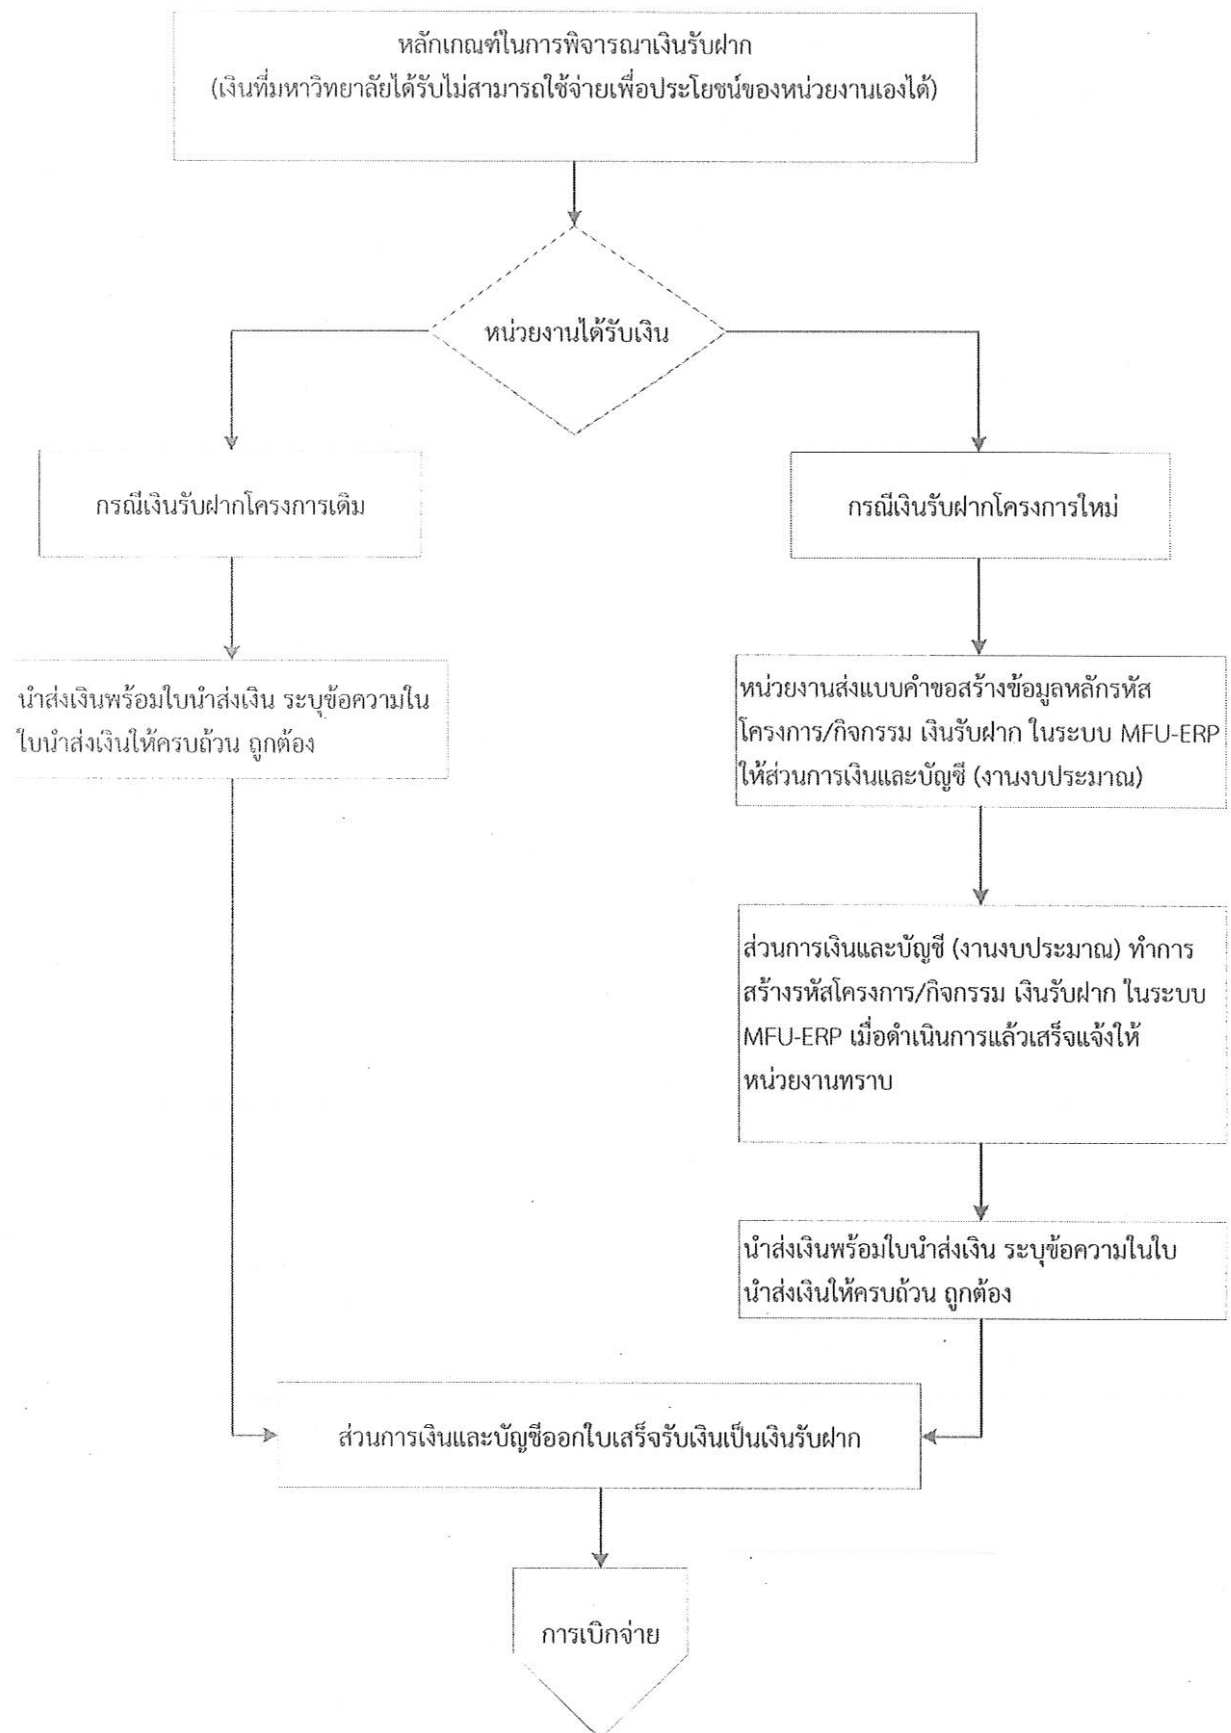 หลักเกณฑ์ในการพิจารณาเงินรับฝาก
(เงินที่มหาวิทยาลัยได้รับไม่สามารถใช้จ่ายเพื่อประโยชน์ของหน่วยงานเองได้)
หน่วยงานได้รับเงิน
กรณีเงินรับฝากโครงการเดิม
นำส่งเงินพร้อมใบนำส่งเงิน ระบุข้อความใน
ใบนำส่งเงินให้ครบถ้วน ถูกต้อง
กรณีเงินรับฝากโครงการใหม่
หน่วยงานส่งแบบคำขอสร้างข้อมูลหลักรหัส
โครงการ/กิจกรรม เงินรับฝาก ในระบบ MFU-ERP
ให้ส่วนการเงินและบัญชี (งานงบประมาณ)
ส่วนการเงินและบัญชี (งานงบประมาณ) ทำการ
สร้างรหัสโครงการ/กิจกรรม เงินรับฝาก ในระบบ
MFU-ERP เมื่อดำเนินการแล้วเสร็จแจ้งให้
หน่วยงานทราบ
นำส่งเงินพร้อมใบนำส่งเงิน ระบุข้อความในใบ
นำส่งเงินให้ครบถ้วน ถูกต้อง
ส่วนการเงินและบัญชีออกใบเสร็จรับเงินเป็นเงินรับฝาก
การเบิกจ่าย